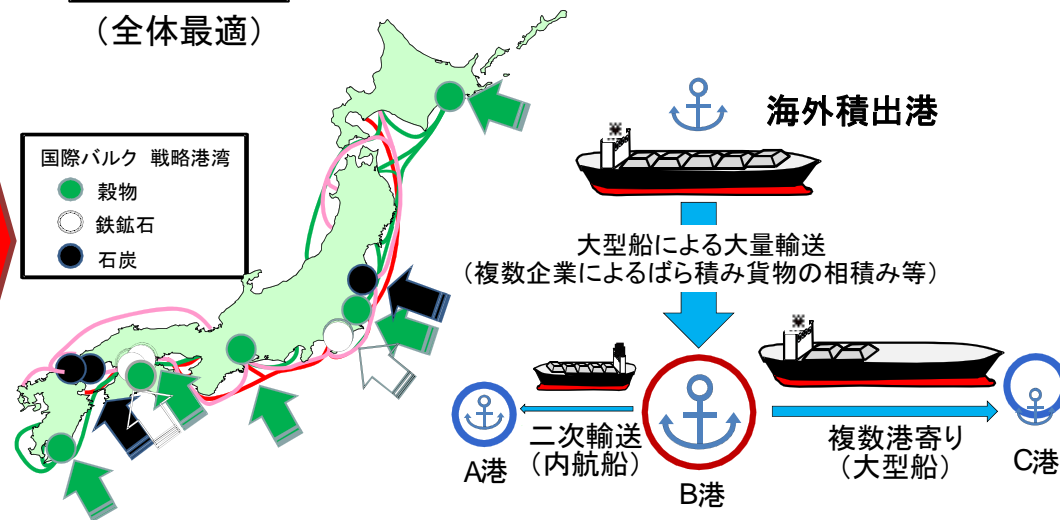 (全体最適)
国際バルク 戦略港湾
穀物
鉄鉱石
石炭
海外積出港
大型船による大量輸送
(複数企業によるばら積み貨物の相積み等)
二次輸送
(内航船)
複数港寄り
(大型船)
A港
B港
C港